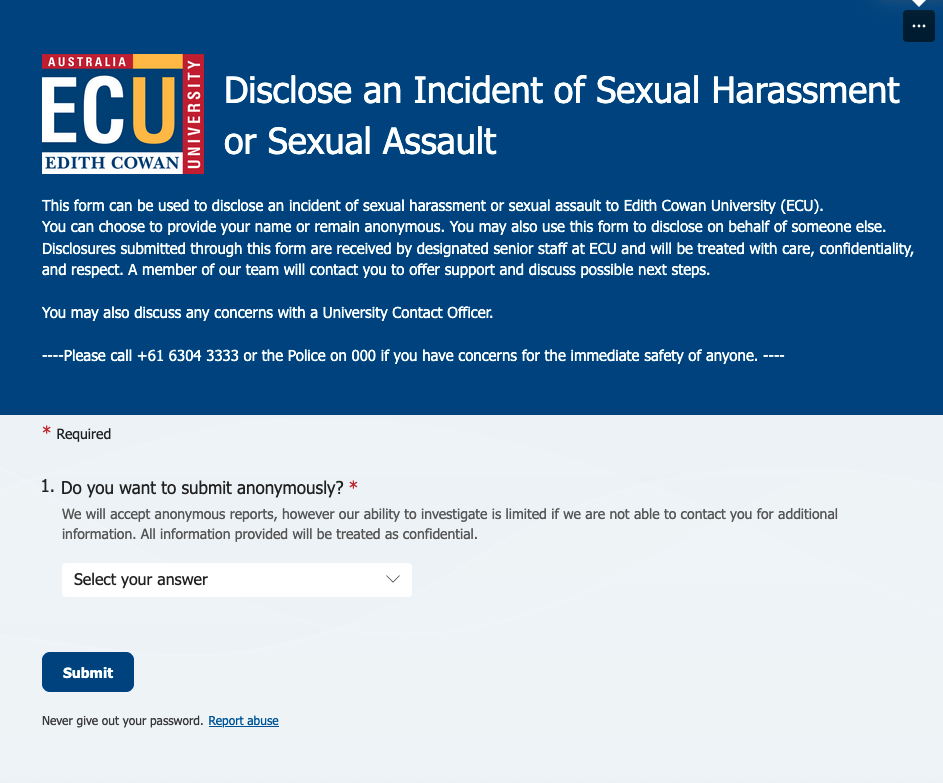 AUSTRALIA
ECU
UNIVERSITY
EDITH COWAN
Disclose an Incident of Sexual Harassment
or Sexual Assault
This form can be used to disclose an incident of sexual harassment or sexual assault to Edith Cowan University (ECU).
You can choose to provide your name or remain anonymous. You may also use this form to disclose on behalf of someone else.
Disclosures submitted through this form are received by designated senior staff at ECU and will be treated with care, confidentiality,
and respect. A member of our team will contact you to offer support and discuss possible next steps.
You may also discuss any concerns with a University Contact Officer.
----Please call +61 6304 3333 or the Police on 000 if you have concerns for the immediate safety of anyone. ----
* Required
1. Do you want to submit anonymously? *
We will accept anonymous reports, however our ability to investigate is limited if we are not able to contact you for additional
information. All information provided will be treated as confidential.
Select your answer
Submit
Never give out your password. Report abuse